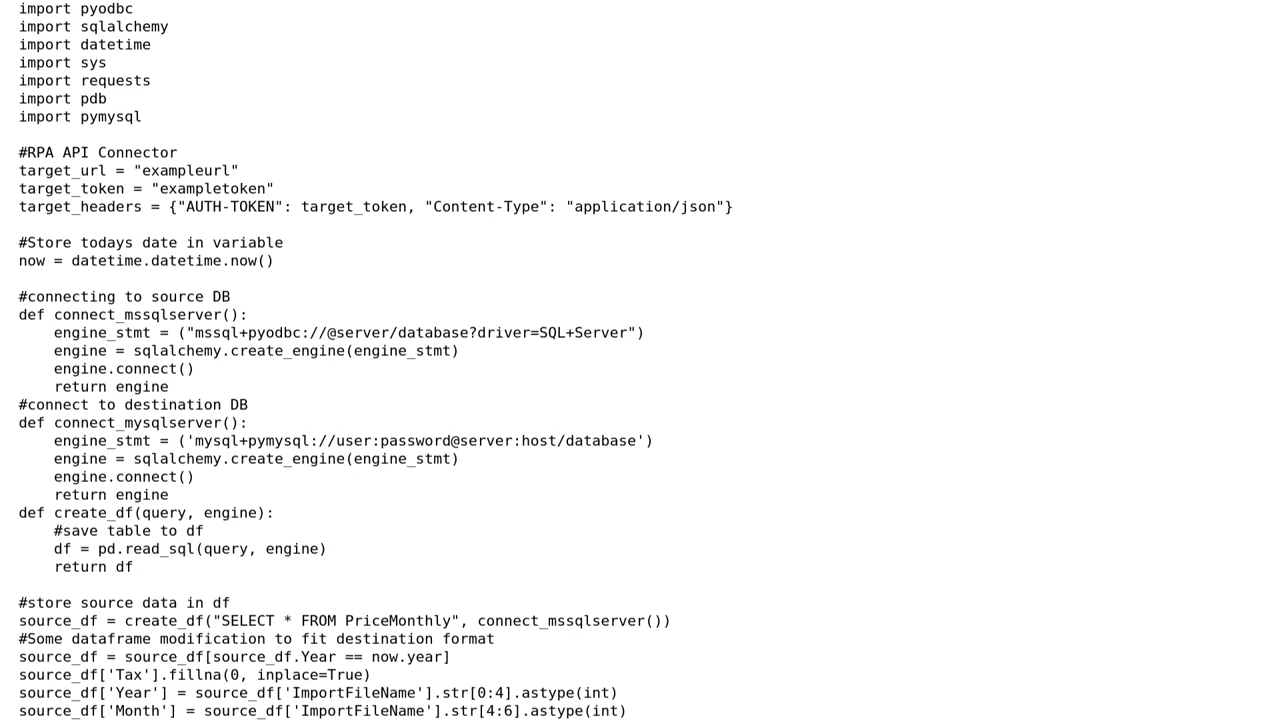 import pyodbc
import sqlalchemy
import datetime
import sys
import requests
import pdb
import pymysql

#RPA API Connector
target_url = "exampleurl"
target_token = "exampletoken"
target_headers = {"AUTH-TOKEN": target_token, "Content-Type": "application/json"}

#Store todays date in variable
now = datetime.datetime.now()

#connecting to source DB
def connect_mssqlserver():
    engine_stmt = ("mssql+pyodbc://@server/database?driver=SQL+Server")
    engine = sqlalchemy.create_engine(engine_stmt)
    engine.connect()
    return engine
#connect to destination DB
def connect_mysqlserver():
    engine_stmt = ('mysql+pymysql://user:password@server:host/database')
    engine = sqlalchemy.create_engine(engine_stmt)
    engine.connect()
    return engine
def create_df(query, engine):
    #save table to df
    df = pd.read_sql(query, engine)
    return df

#store source data in df
source_df = create_df("SELECT * FROM PriceMonthly", connect_mssqlserver())
#Some dataframe modification to fit destination format
source_df = source_df[source_df.Year == now.year]
source_df['Tax'].fillna(0, inplace=True)
source_df['Year'] = source_df['ImportFileName'].str[0:4].astype(int)
source_df['Month'] = source_df['ImportFileName'].str[4:6].astype(int)